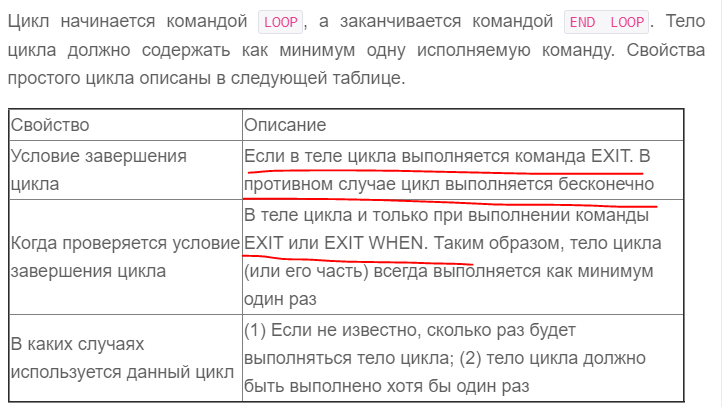 Цикл начинается командой LOOP, а заканчивается командой END LOOP. Тело
цикла должно содержать как минимум одну исполняемую команду. Свойства
простого цикла описаны в следующей таблице.
Свойство
Описание
Условие завершения
цикла
Если в теле цикла выполняется команда EXIT. В
противном случае цикл выполняется бесконечно
Когда проверяется условие
завершения цикла
В теле цикла и только при выполнении команды
EXIT или EXIT WHEN. Таким образом, тело цикла
(или его часть) всегда выполняется как минимум
один раз
В каких случаях
используется данный цикл
(1) Если не известно, сколько раз будет
выполняться тело цикла; (2) тело цикла должно
быть выполнено хотя бы один раз